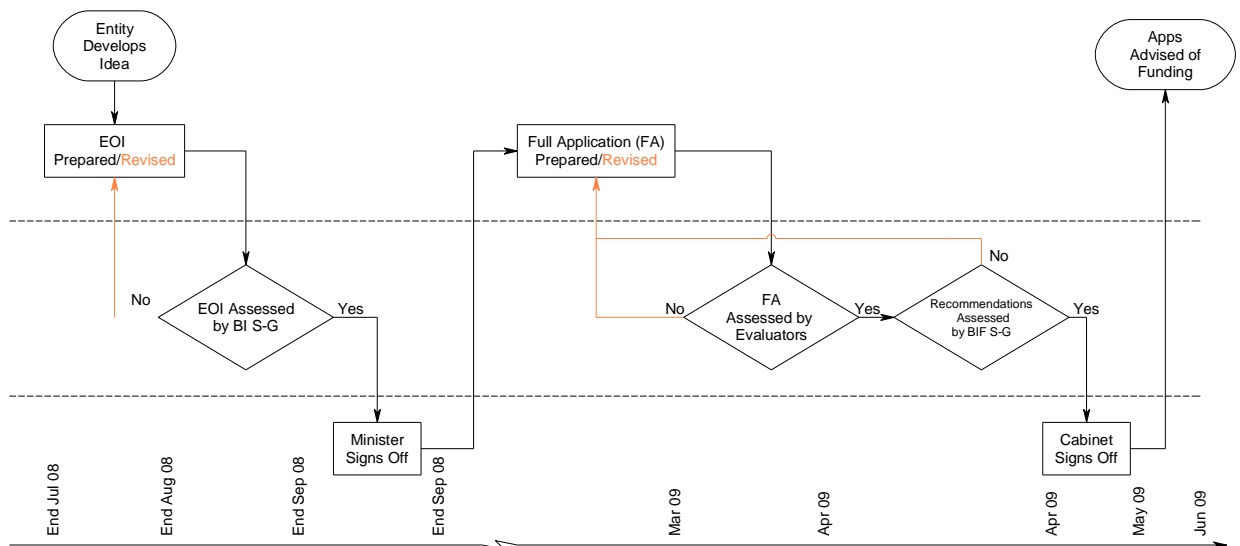 Entity
Develops
Idea
Apps
Advised of
Funding
EOI
Prepared/Revised
Full Application (FA)
Prepared/Revised
No
EOI Assessed
by BI S-G
Yes
No
FA
Assessed by
Evaluators
Yes
No
Recommendations
Assessed
by BIF S-G
Yes
Minister
Signs Off
Cabinet
Signs Off
End Jul 08
End Aug 08
End Sep 08
End Sep 08
Mar 09
Apr 09
Apr 09
May 09
Jun 09